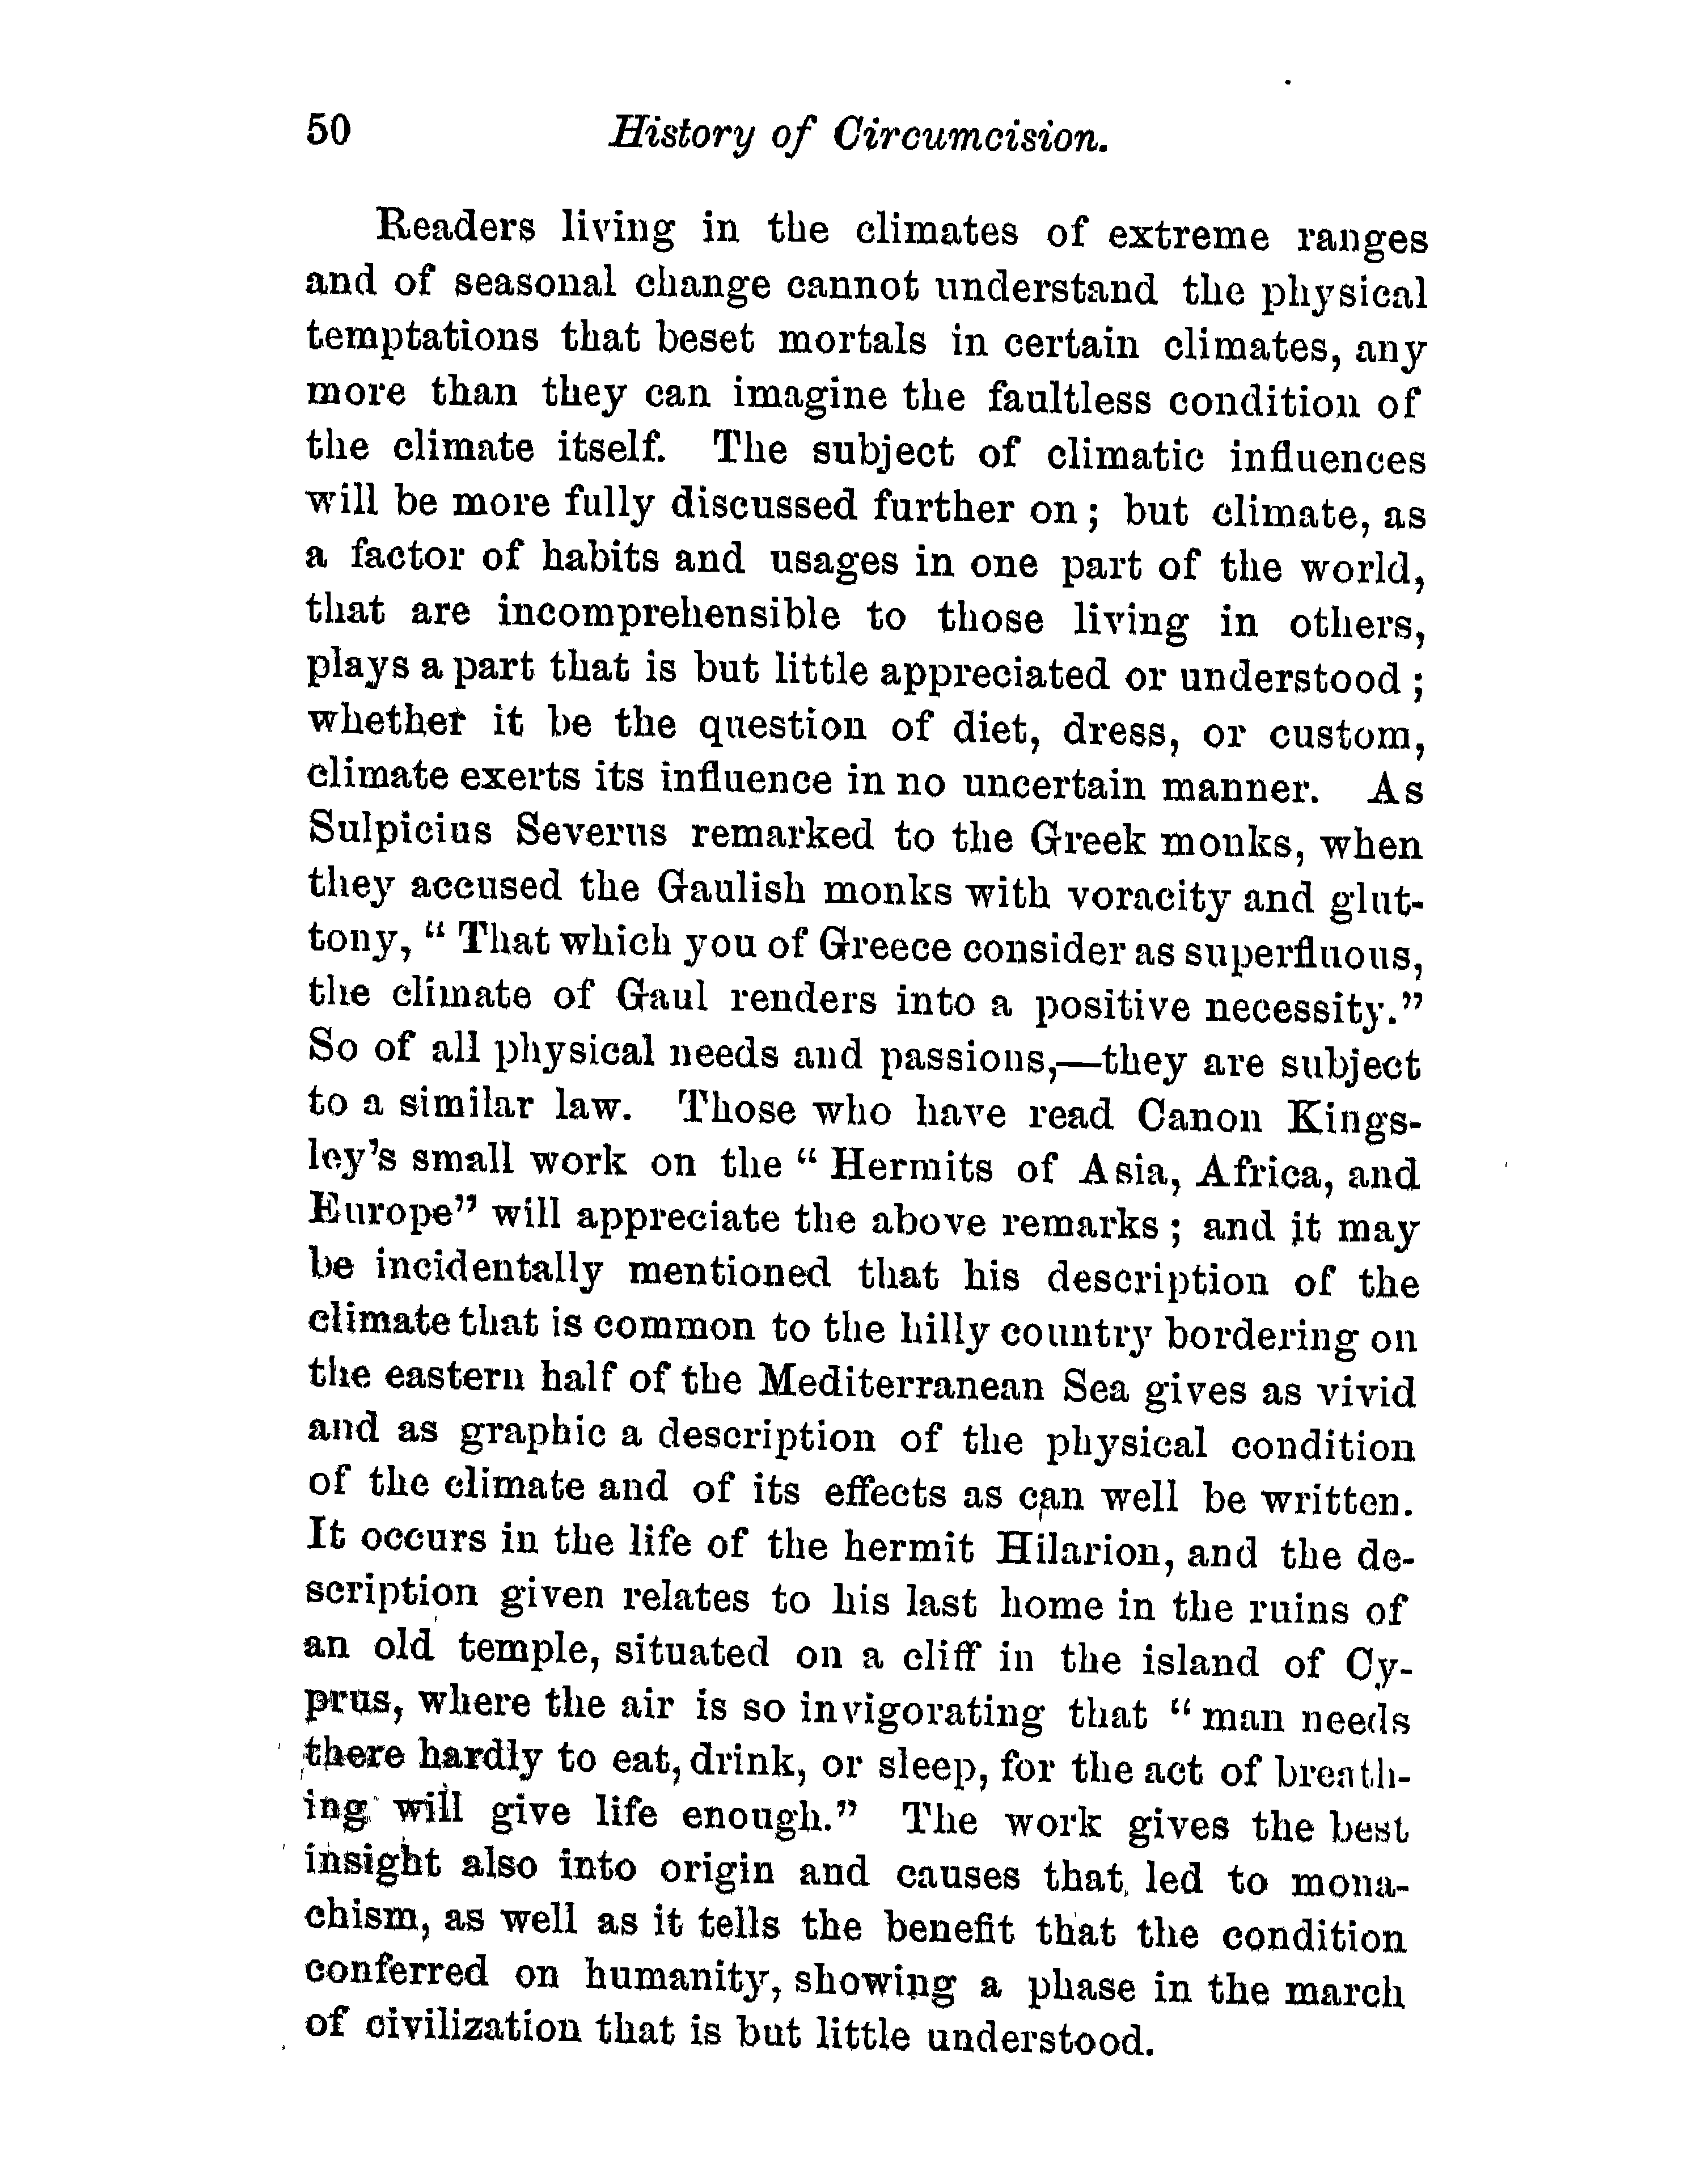 50 History of Circumcision.
Readers living in the climates of extreme ranges
and of seasonal change cannot understand the physical
temptations that beset mortals in certain climates, any
more than they can imagine the faultless condition of
the climate itself. The subject of climatic influences
will be more fully discussed further on; but climate, as
a factor of habits and usages in one part of the world,
that are incomprehensible to those living in others,
plays a part that is but little appreciated or understood;
whether it be the question of diet, dress, or custom,
climate exerts its influence in no uncertain manner. As
Sulpicius Severus remarked to the Greek monks, when
they accused the Gaulish monks with voracity and glut-
tony, "That which you of Greece consider as superfluous,
the climate of Gaul renders into a positive necessity."
So of all physical needs and passions,—they are subject
to a similar law. Those who have read Canon Kings-
ley's small work on the "Hermits of Asia, Africa, and
Europe" will appreciate the above remarks; and it may
be incidentally mentioned that his description of the
climate that is common to the hilly country bordering on
the eastern half of the Mediterranean Sea gives as vivid
and as graphic a description of the physical condition
of the climate and of its effects as can well be written.
It occurs in the life of the hermit Hilarion, and the de-
scription given relates to his last home in the ruins of
an old temple, situated on a cliff in the island of Cy-
prus, where the air is so invigorating that "man needs
there hardly to eat, drink, or sleep, for the act of breath-
ing will give life enough." The work gives the best
insight also into origin and causes that led to mona-
chism, as well as it tells the benefit that the condition
conferred on humanity, showing a phase in the march
of civilization that is but little understood.